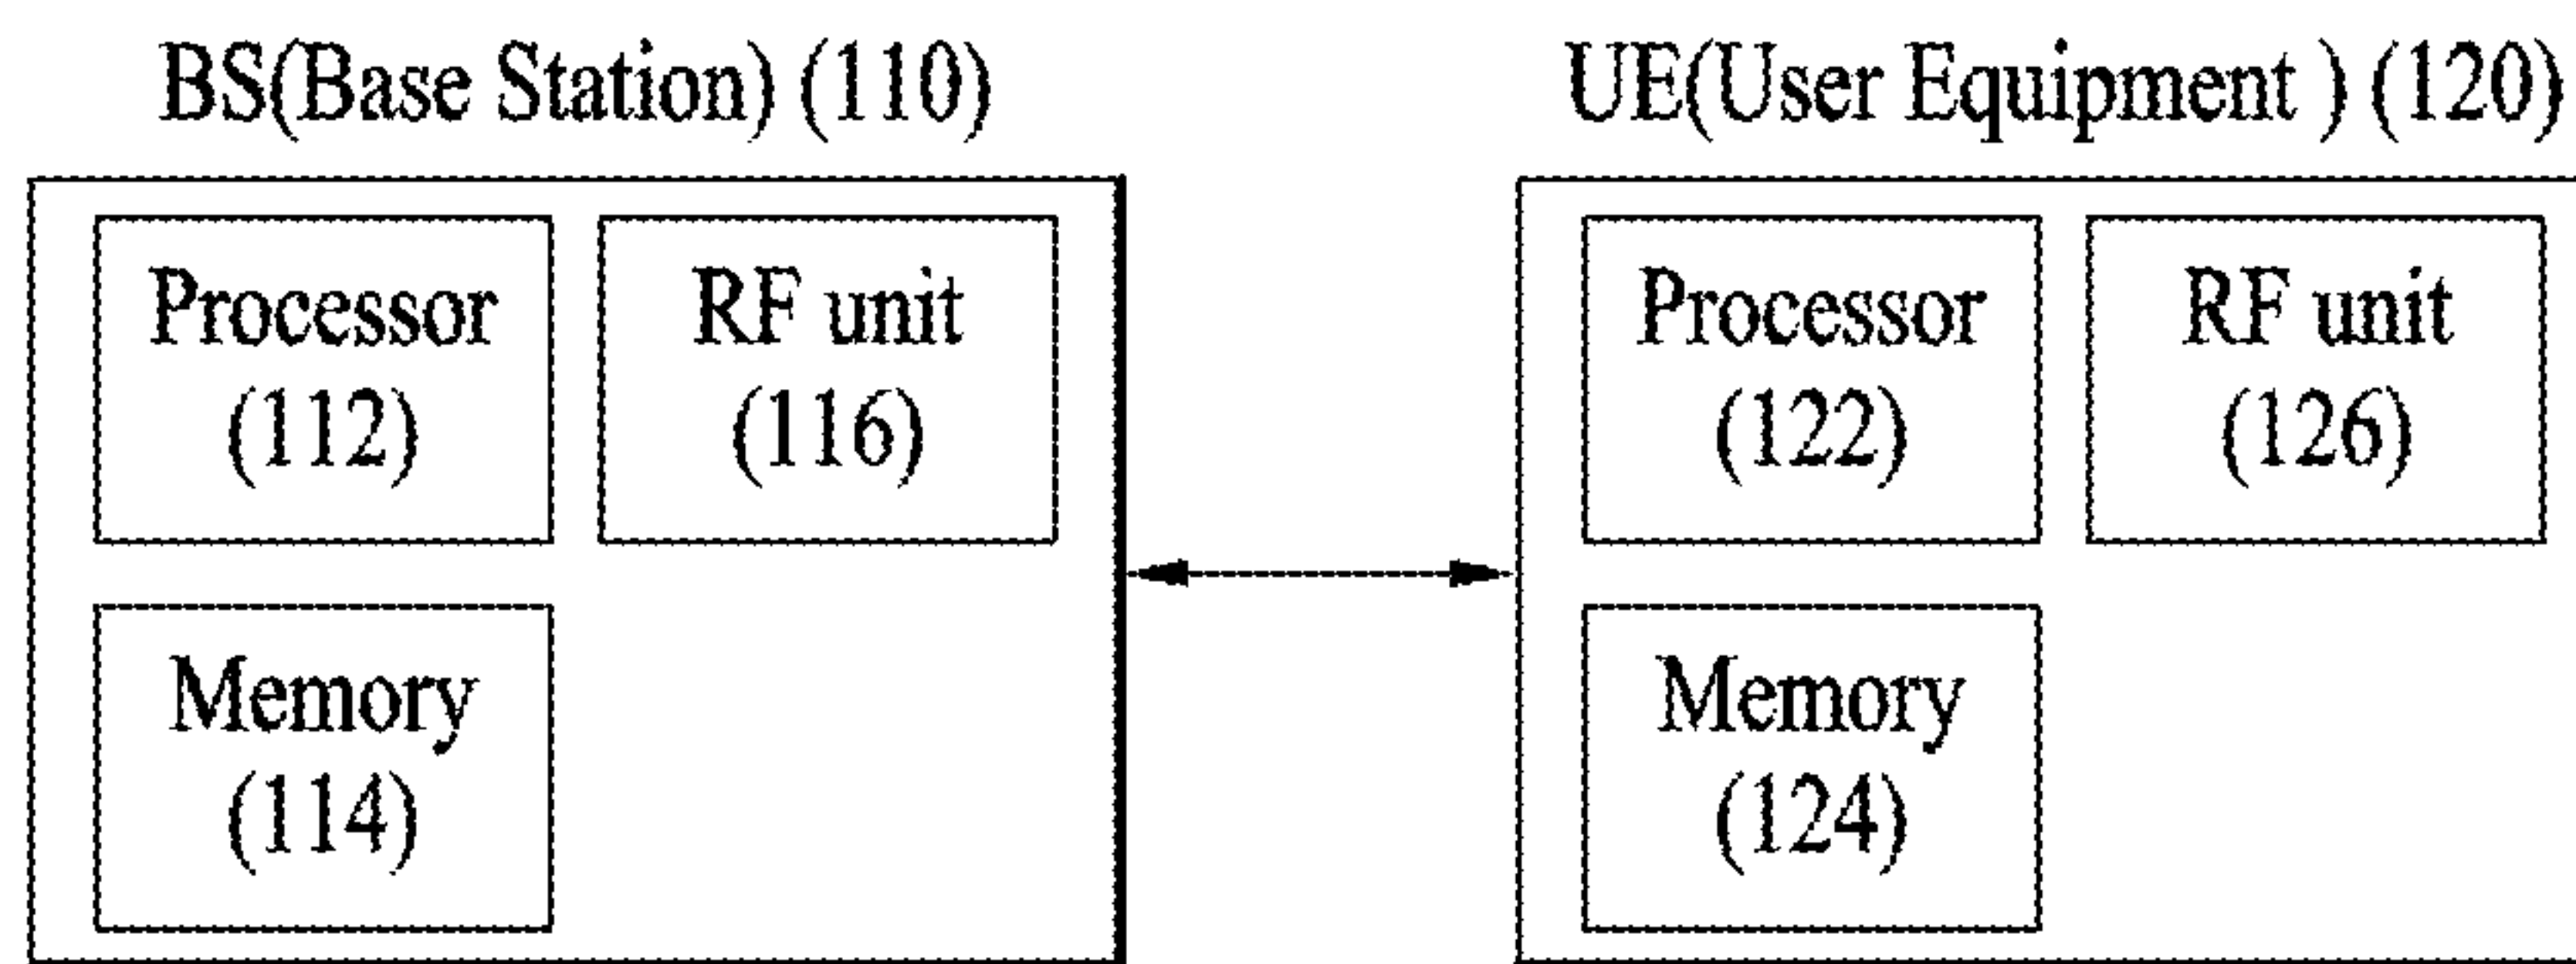 BS(Base Station) (110)
UE(User Equipment ) (120)
Processor
(112)
RF unit
(116)
Memory
(114)
Processor
(122)
RF unit
(126)
Memory
(124)